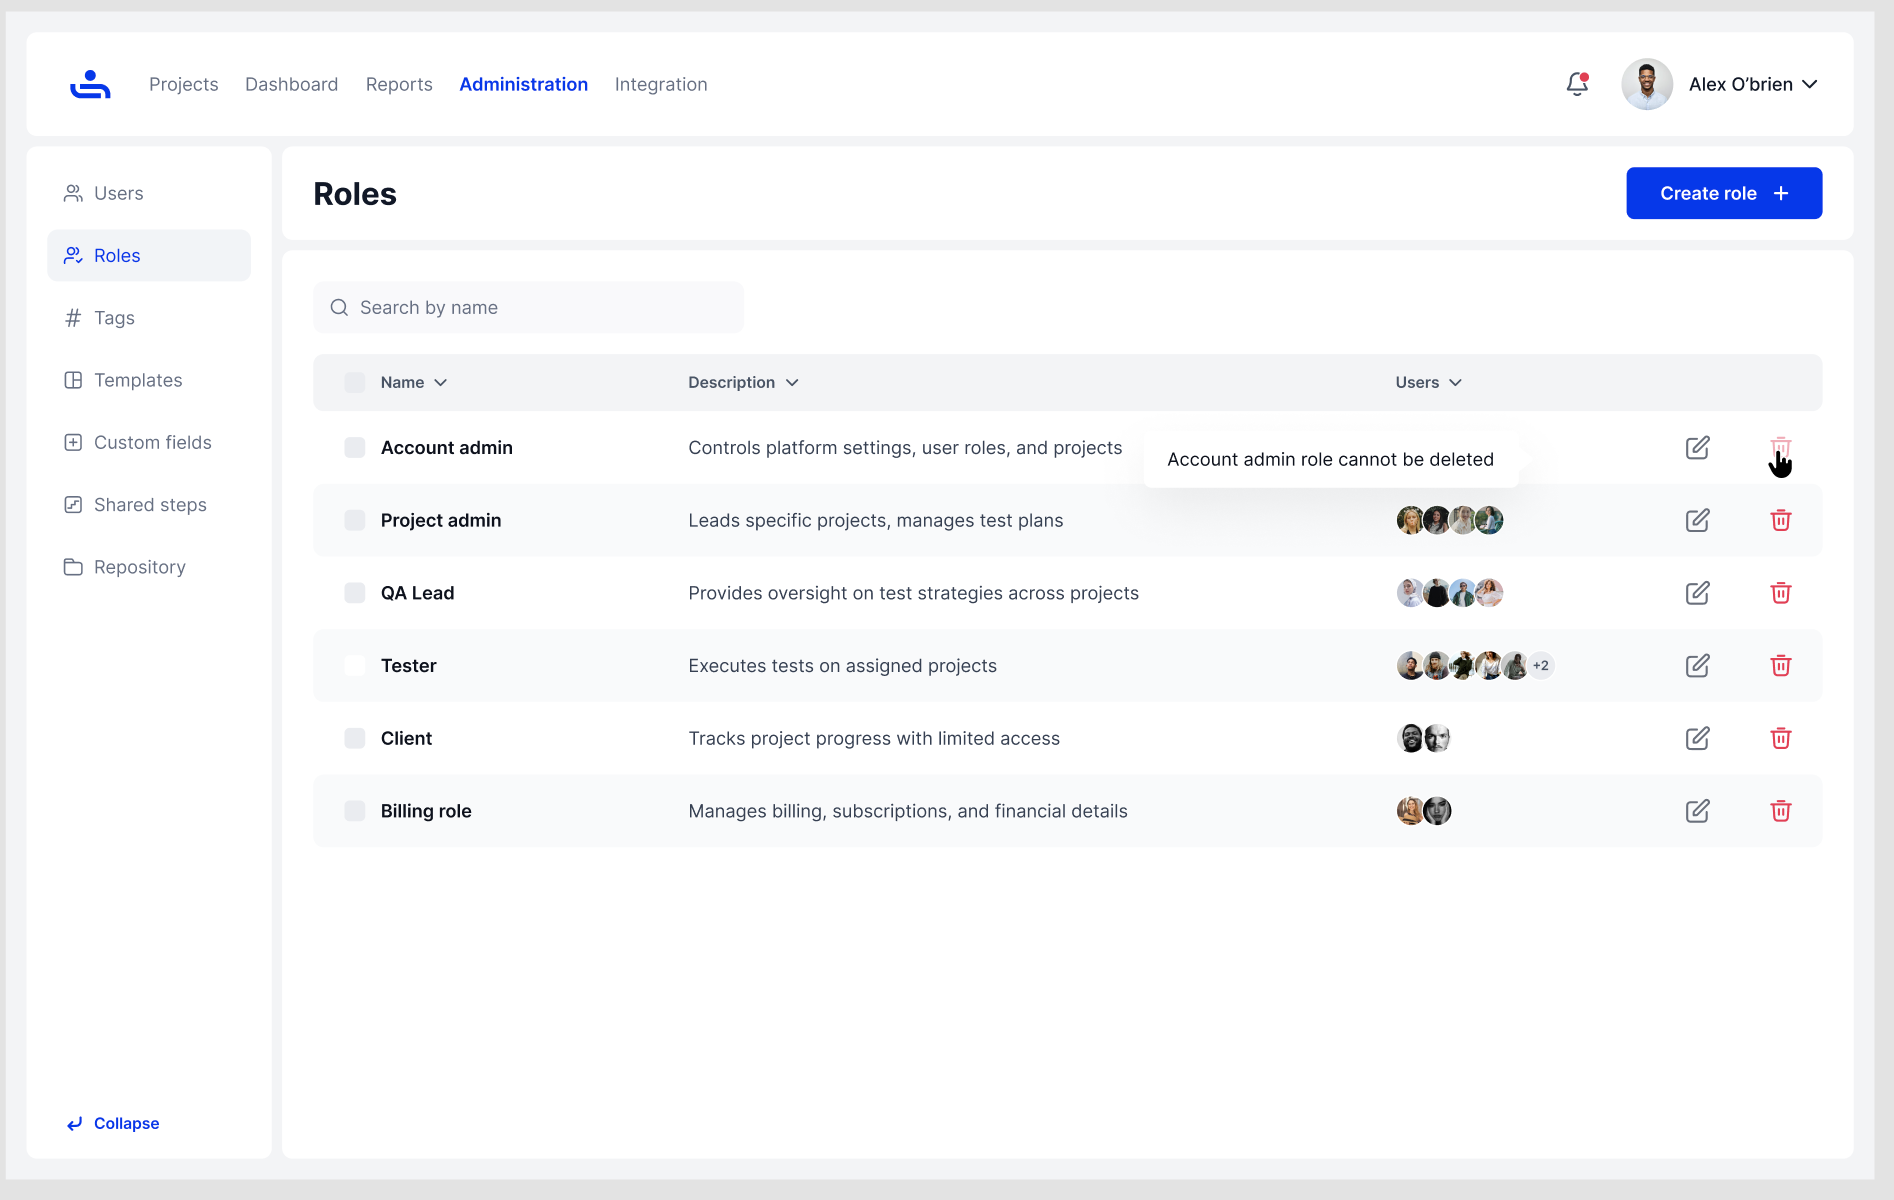 Projects Dashboard Reports Administration Integration Alex O’brien
Users
Roles
Tags
Templates
Custom fields
Shared steps
Repository
Collapse
Roles
Create role
Search by name
Name Description Users
Account admin Controls platform settings, user roles, and projects
Account admin role cannot be deleted
Project admin Leads specific projects, manages test plans
QA Lead Provides oversight on test strategies across projects
Tester Executes tests on assigned projects +2
Client Tracks project progress with limited access
Billing role Manages billing, subscriptions, and financial details